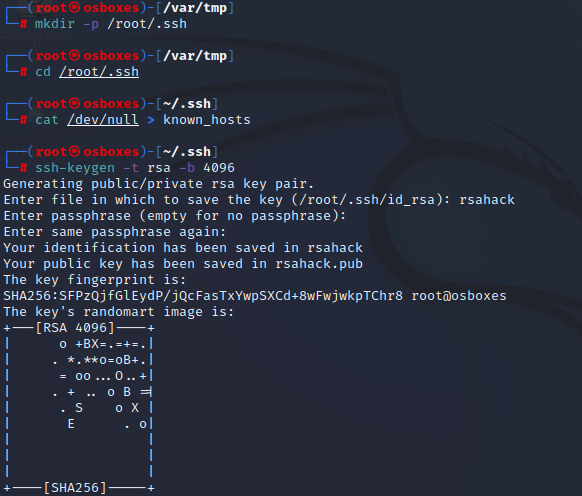 (root㉿osboxes)-[/var/tmp]
# mkdir -p /root/.ssh
File System
(root㉿osboxes)-[/var/tmp]
# cd /root/.ssh
(root㉿osboxes)-[~/.ssh]
# cat /dev/null > known_hosts
(root㉿osboxes)-[~/.ssh]
# ssh-keygen -t rsa -b 4096
Generating public/private rsa key pair.
Enter file in which to save the key (/root/.ssh/id_rsa): rsahack
Enter passphrase (empty for no passphrase):
Enter same passphrase again:
Your identification has been saved in rsahack
Your public key has been saved in rsahack.pub
The key fingerprint is:
SHA256:SFPzQjfGlEydP/jQcFasTxYwpSXCd+8wFwjwkpTChr8 root@osboxes
The key's randomart image is:
+---[RSA 4096]----+
|      o +BX=.=+=.|
|     . *.**o=oB+.|
|      = oo...O..+|
|     . + .. o B =|
|      . S    o X |
|       E      . o|
|                 |
|                 |
|                 |
+----[SHA256]-----+